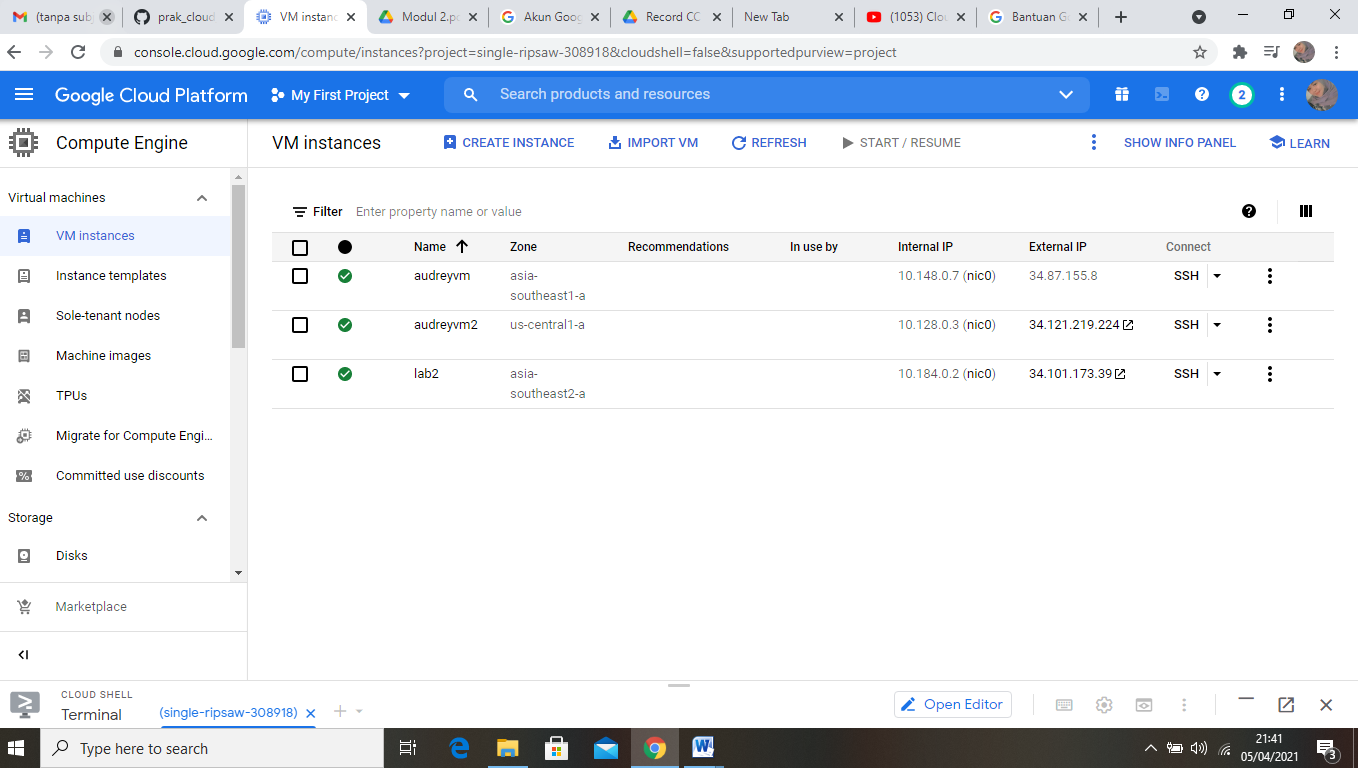 (tanpa subj
prak_cloud
VM instanc
Modul 2.pd
Akun Goog
Record CC
New Tab
(1053) Clou
Bantuan Go
console.cloud.google.com/compute/instances?project=single-ripsaw-308918&cloudshell=false&supportedpurview=project
Google Cloud Platform
My First Project
Search products and resources
2
Compute Engine
VM instances
CREATE INSTANCE
IMPORT VM
REFRESH
START / RESUME
SHOW INFO PANEL
LEARN
Virtual machines
VM instances
Instance templates
Sole-tenant nodes
Machine images
TPUs
Migrate for Compute Engi...
Committed use discounts
Storage
Disks
Marketplace
Filter Enter property name or value
Name Zone Recommendations In use by Internal IP External IP Connect
audreyvm asia-southeast1-a 10.148.0.7 (nic0) 34.87.155.8 SSH
audreyvm2 us-central1-a 10.128.0.3 (nic0) 34.121.219.224 SSH
lab2 asia-southeast2-a 10.184.0.2 (nic0) 34.101.173.39 SSH
CLOUD SHELL
Terminal
(single-ripsaw-308918)
Open Editor
Type here to search
21:41
05/04/2021
3